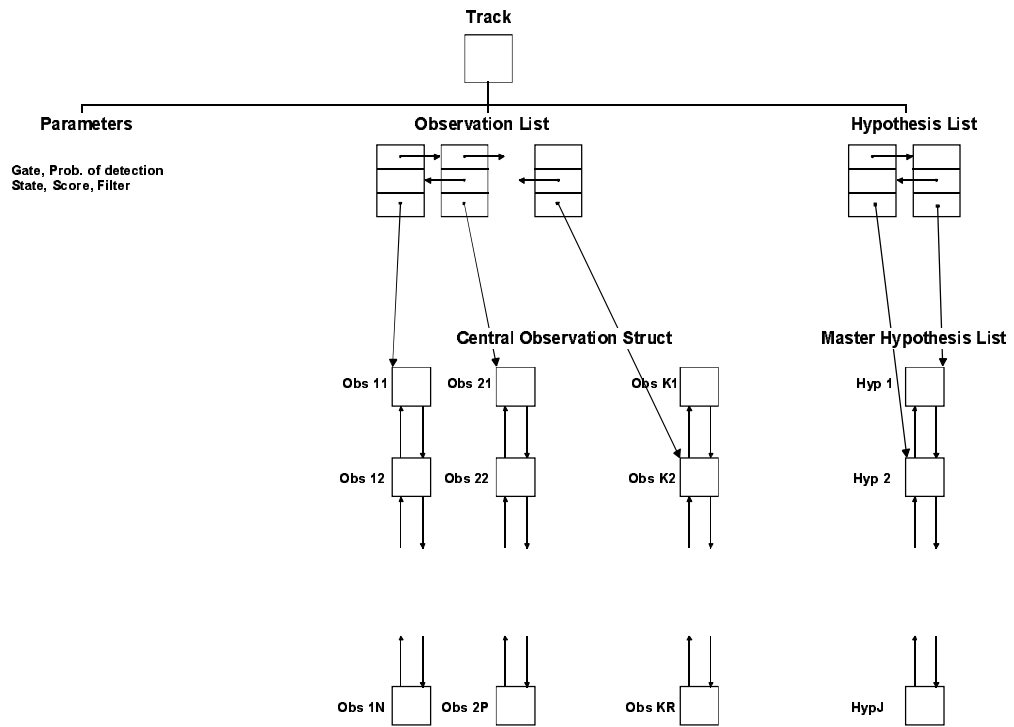 Track
Parameters
Observation List
Hypothesis List
Gate, Prob. of detection
State, Score, Filter
Central Observation Struct
Master Hypothesis List
Obs 11
Obs 21
Obs K1
Hyp 1
Obs 12
Obs 22
Obs K2
Hyp 2
Obs 1N
Obs 2P
Obs KR
HypJ